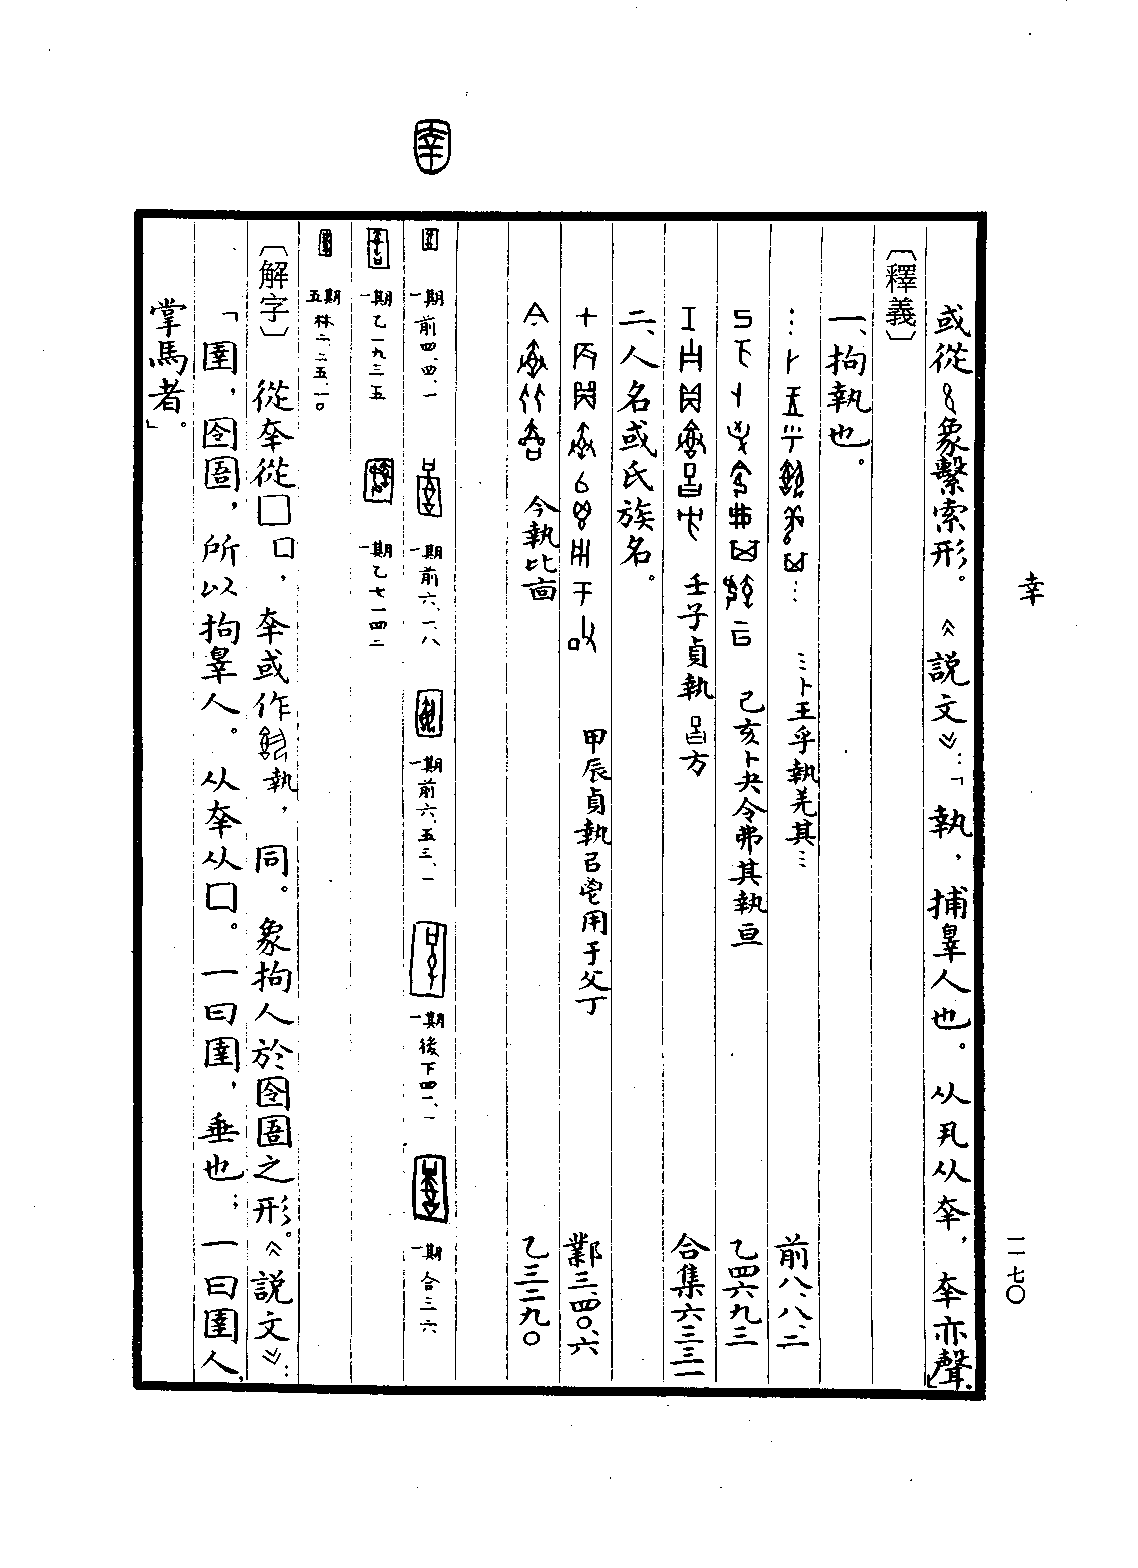 幸
一一七〇
圉
或從象繫索形。《說文》：「執，捕辠人也。从丮从㚔，㚔亦聲。」
〔釋義〕
一、拘執也。
…卜王乎執羌其… 前八、八、二
己亥卜夬令弗其執亘 乙四六九三
壬子貞執𢀛方 合集六三三一
二、人名或氏族名。
甲辰貞執㠯用于父丁 鄴三、四〇、六
今執比 乙三二九〇
一期前四、四、一 一期前六、一、八 一期前六、五三、一 一期後下四一、一 一期合三六
一期乙一九三五 一期乙七一四二
五期林二、二五、一〇
〔解字〕從㚔從囗口，㚔或作執，同。象拘人於囹圄之形。《說文》：
「圉，囹圄，所以拘辠人。从㚔从囗。一曰圉，垂也；一曰圉人，
掌馬者。」